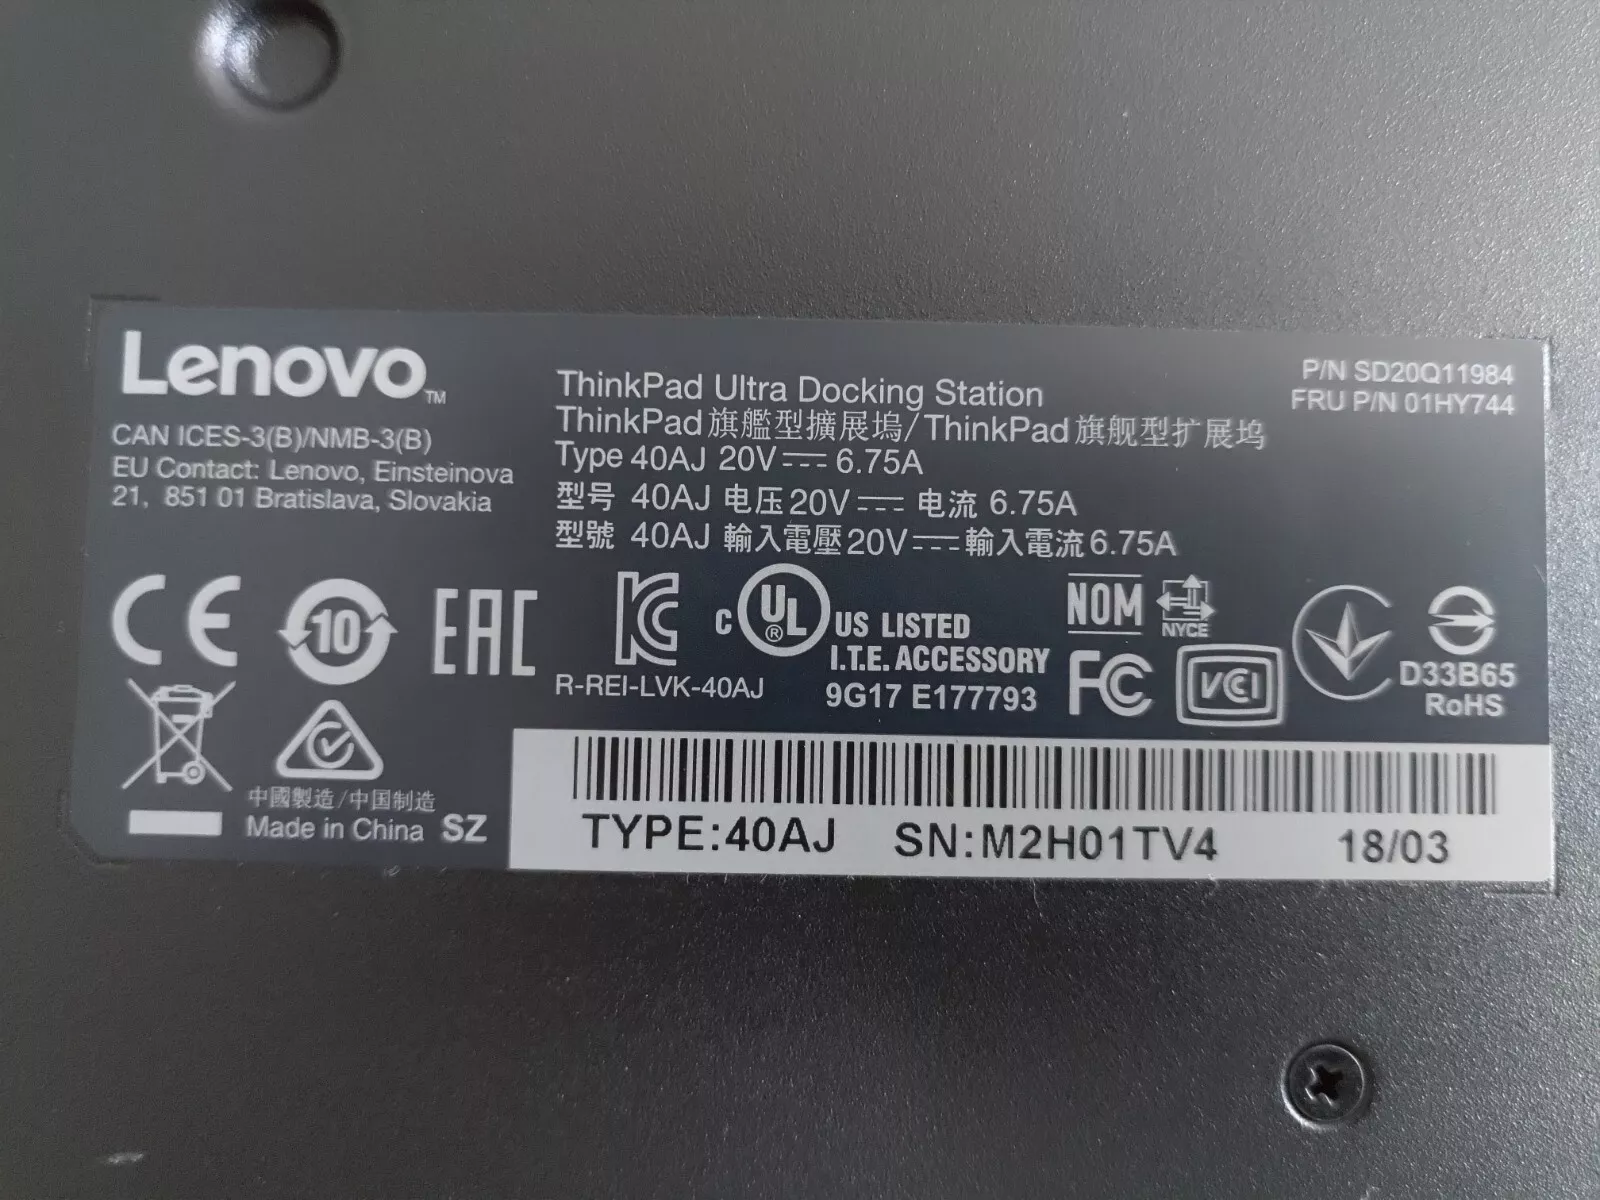 Lenovo™
CAN ICES-3(B)/NMB-3(B)
EU Contact: Lenovo, Einsteinova
21, 851 01 Bratislava, Slovakia
ThinkPad Ultra Docking Station
ThinkPad旗艦型擴展塢/ThinkPad旗舰型扩展坞
Type 40AJ 20V⎓6.75A
型号 40AJ 电压20V⎓ 电流 6.75A
型號 40AJ 輸入電壓20V⎓輸入電流6.75A
P/N SD20Q11984
FRU P/N 01HY744
CE
10
EAC
KC
R-REI-LVK-40AJ
C UL® US LISTED
I.T.E. ACCESSORY
9G17 E177793
NOM
NYCE
FC
VCI
D33B65
RoHS
中國製造/中国制造
Made in China SZ
TYPE:40AJ SN:M2H01TV4 18/03